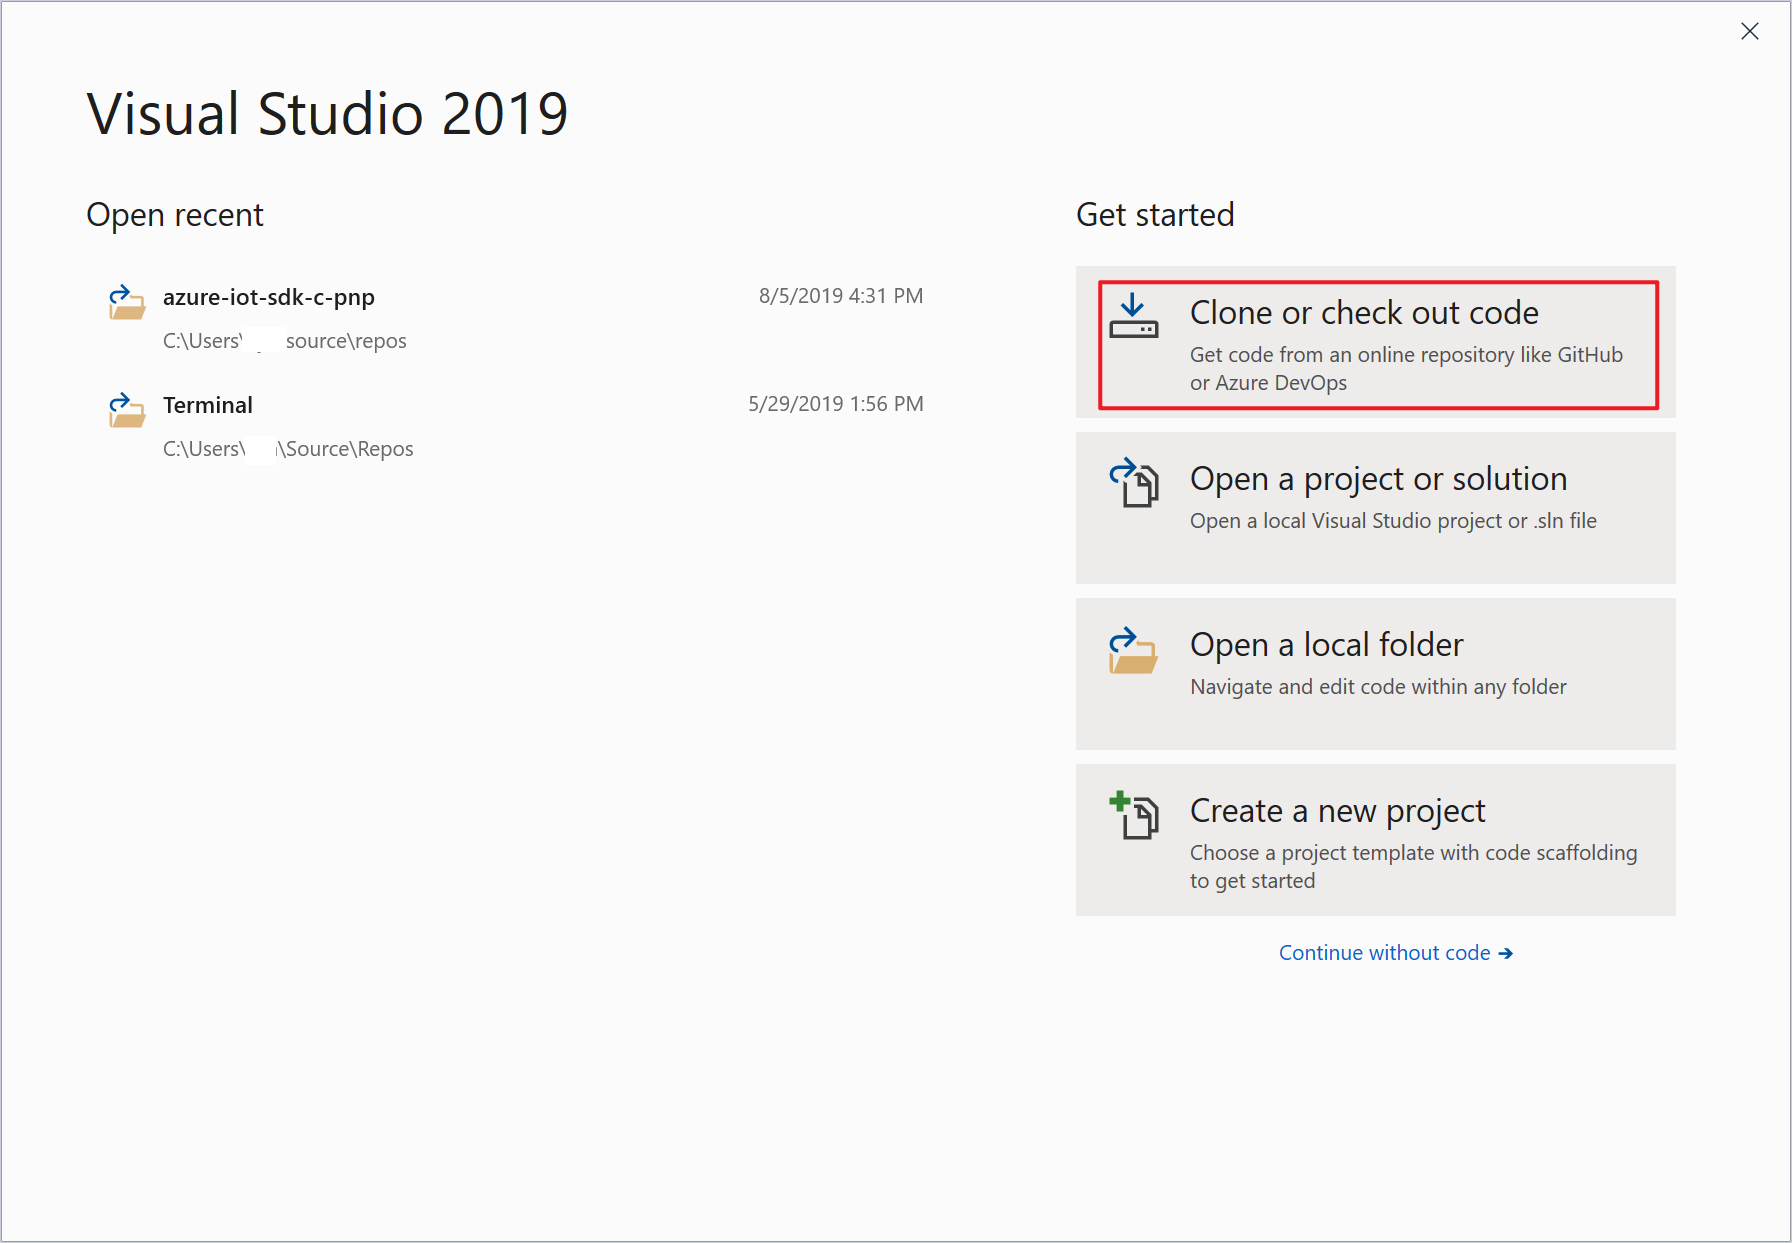 Visual Studio 2019
Open recent
azure-iot-sdk-c-pnp
8/5/2019 4:31 PM
C:\Users\ source\repos
Terminal
5/29/2019 1:56 PM
C:\Users\ \Source\Repos
Get started
Clone or check out code
Get code from an online repository like GitHub
or Azure DevOps
Open a project or solution
Open a local Visual Studio project or .sln file
Open a local folder
Navigate and edit code within any folder
Create a new project
Choose a project template with code scaffolding
to get started
Continue without code →